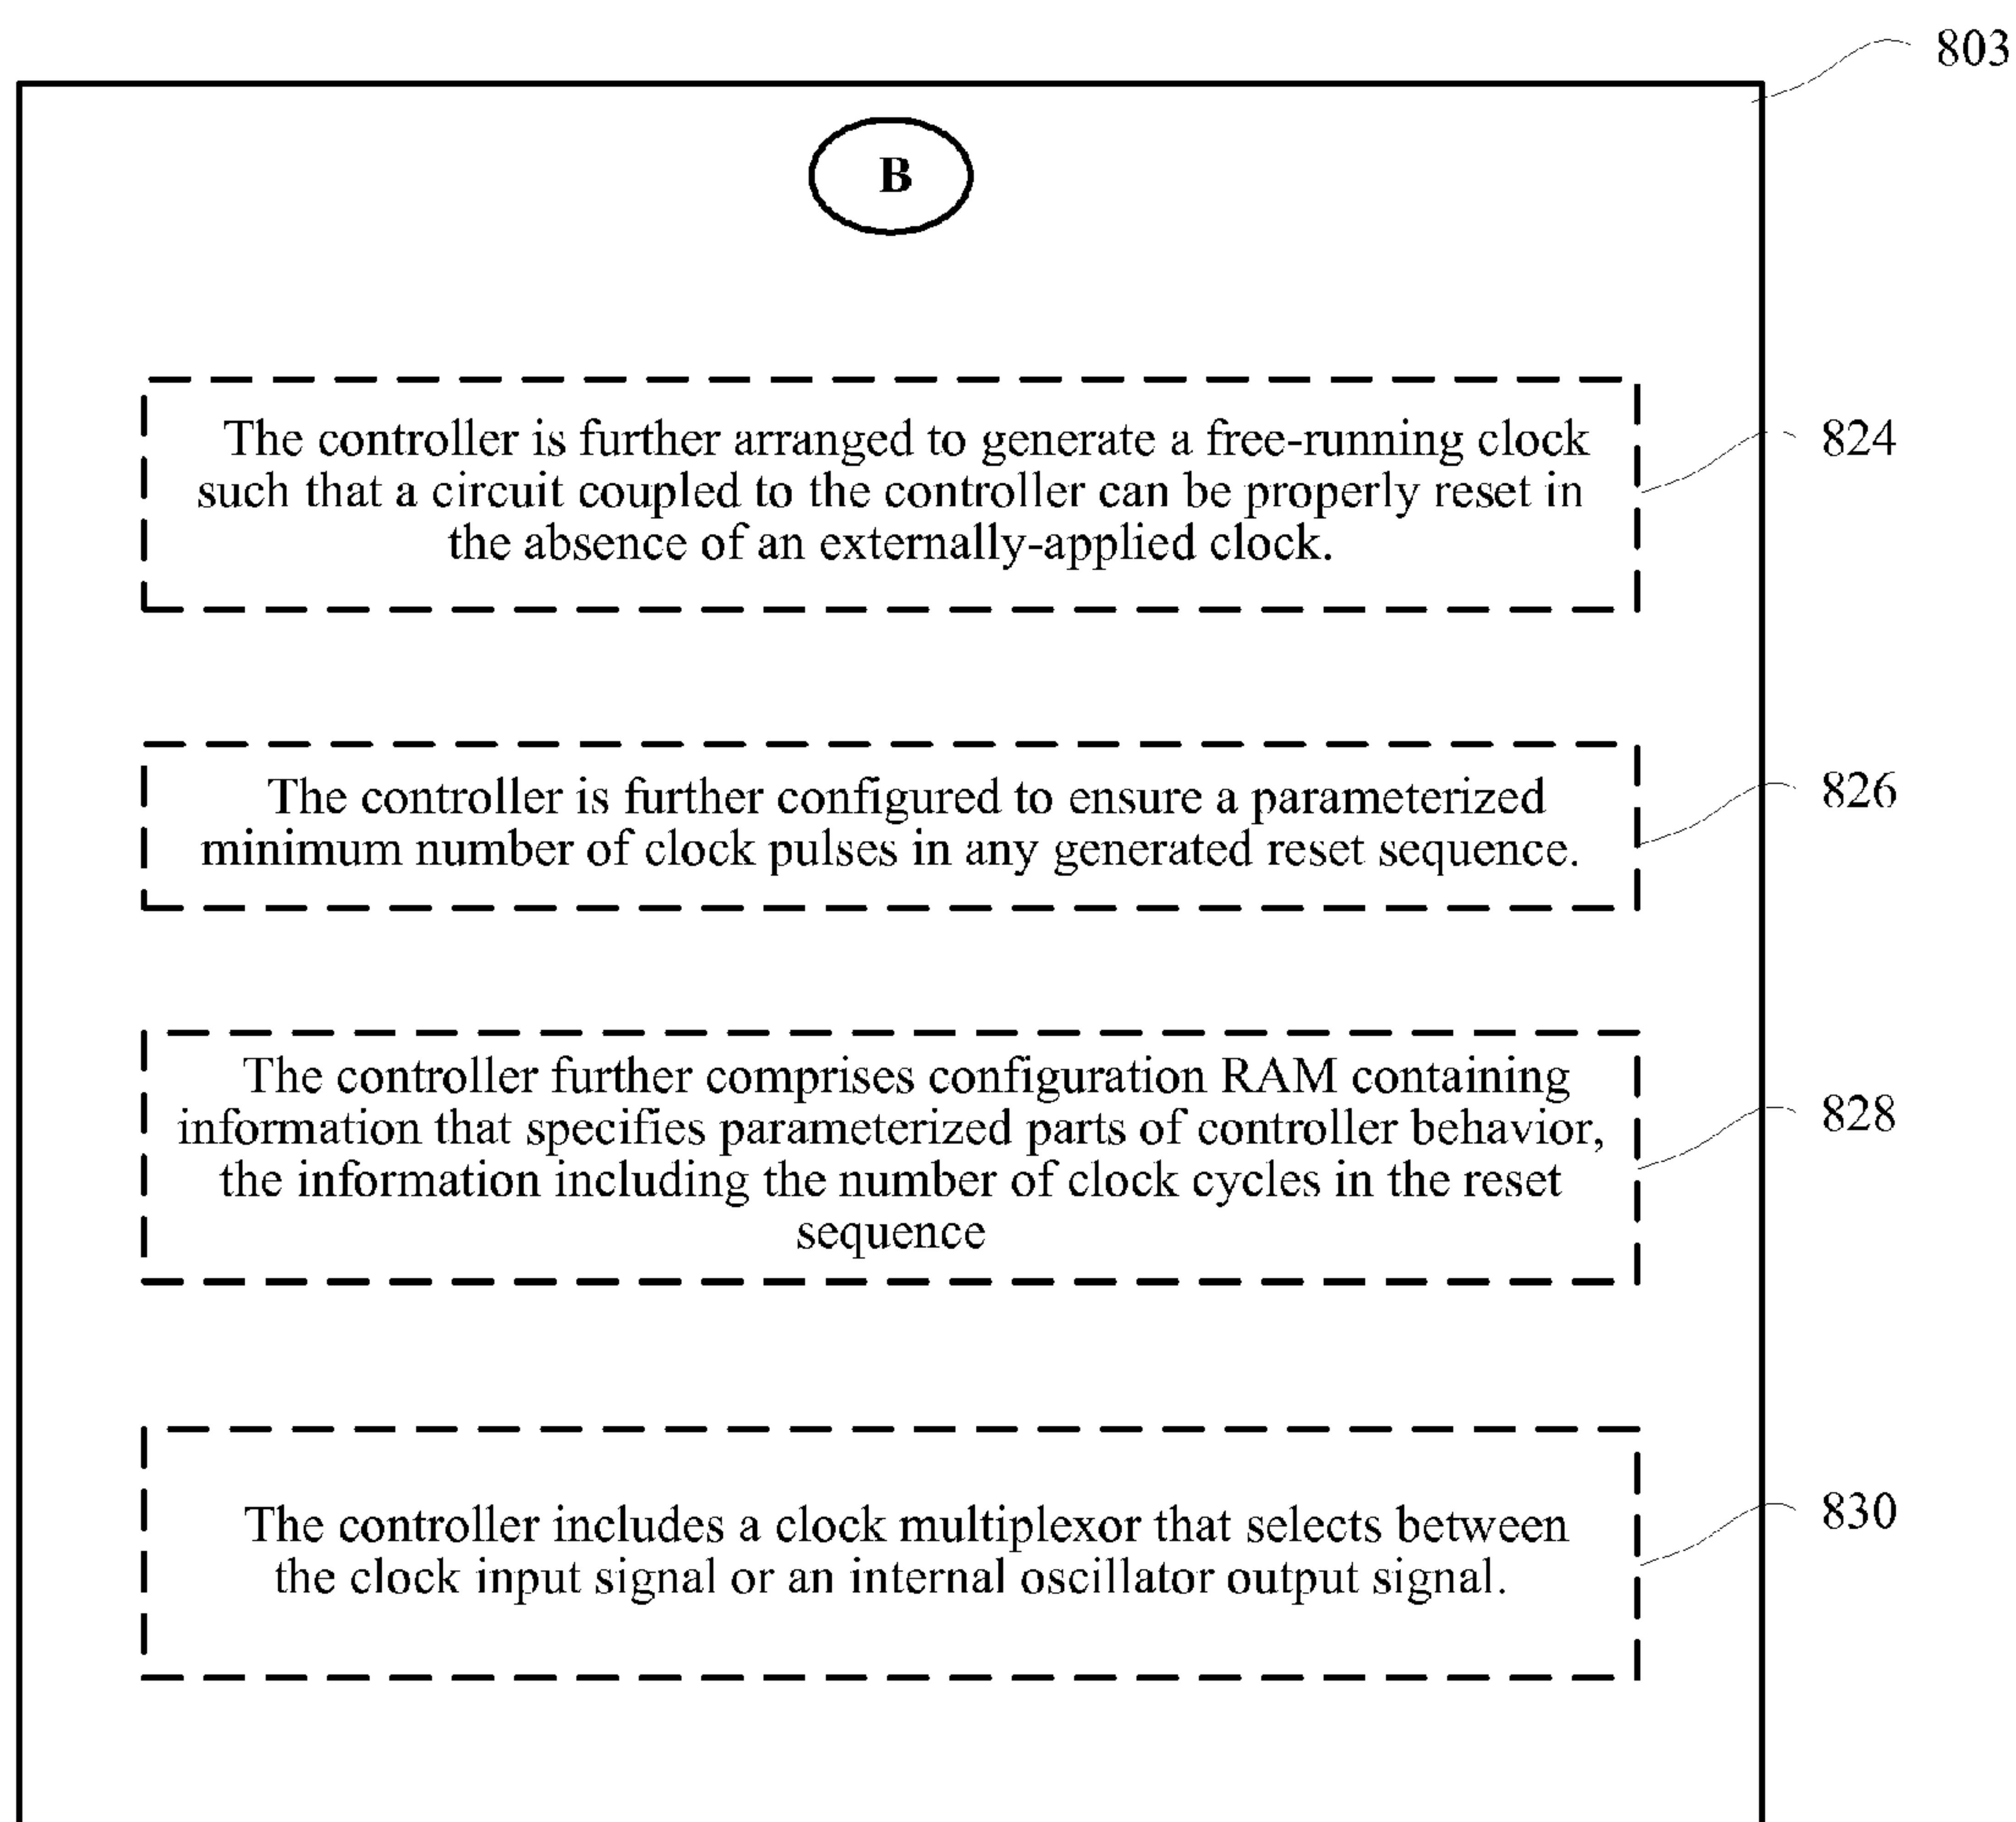 803
B
The controller is further arranged to generate a free-running clock
such that a circuit coupled to the controller can be properly reset in
the absence of an externally-applied clock.
824
The controller is further configured to ensure a parameterized
minimum number of clock pulses in any generated reset sequence.
826
The controller further comprises configuration RAM containing
information that specifies parameterized parts of controller behavior,
the information including the number of clock cycles in the reset
sequence
828
The controller includes a clock multiplexor that selects between
the clock input signal or an internal oscillator output signal.
830